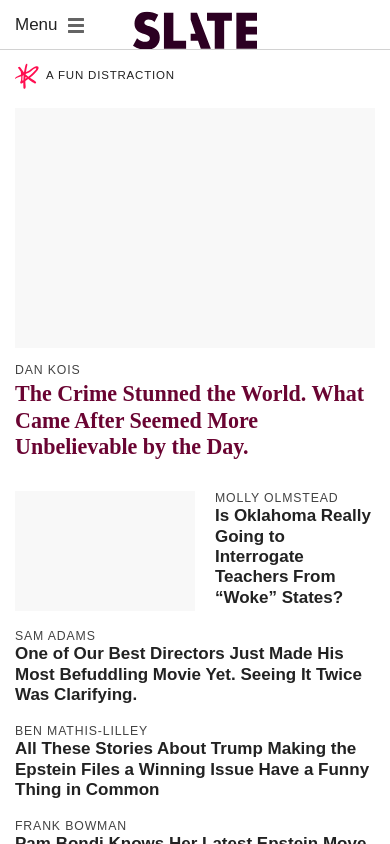 Menu
SLATE
A FUN DISTRACTION
DAN KOIS
The Crime Stunned the World. What
Came After Seemed More
Unbelievable by the Day.
MOLLY OLMSTEAD
Is Oklahoma Really
Going to
Interrogate
Teachers From
“Woke” States?
SAM ADAMS
One of Our Best Directors Just Made His
Most Befuddling Movie Yet. Seeing It Twice
Was Clarifying.
BEN MATHIS-LILLEY
All These Stories About Trump Making the
Epstein Files a Winning Issue Have a Funny
Thing in Common
FRANK BOWMAN
Pam Bondi Knows Her Latest Epstein Move